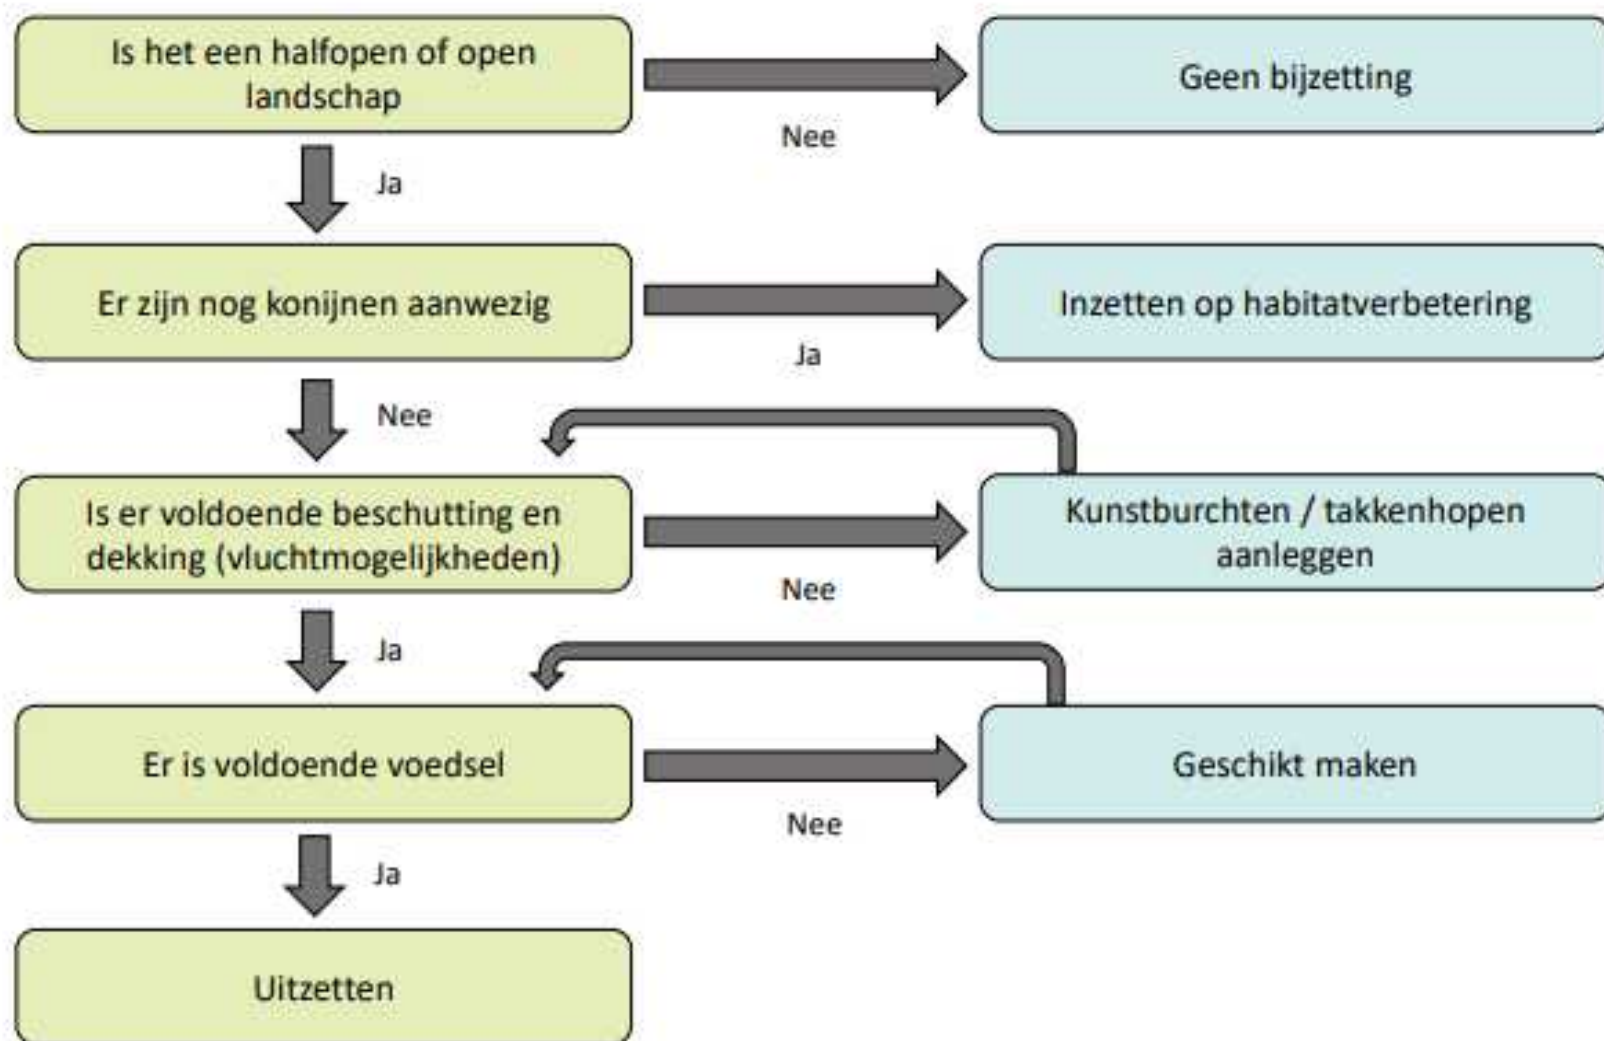 Is het een halfopen of open
landschap
Nee
Geen bijzetting
Ja
Er zijn nog konijnen aanwezig
Ja
Inzetten op habitatverbetering
Nee
Is er voldoende beschutting en
dekking (vluchtmogelijkheden)
Nee
Kunstburchten / takkenhopen
aanleggen
Ja
Er is voldoende voedsel
Nee
Geschikt maken
Ja
Uitzetten